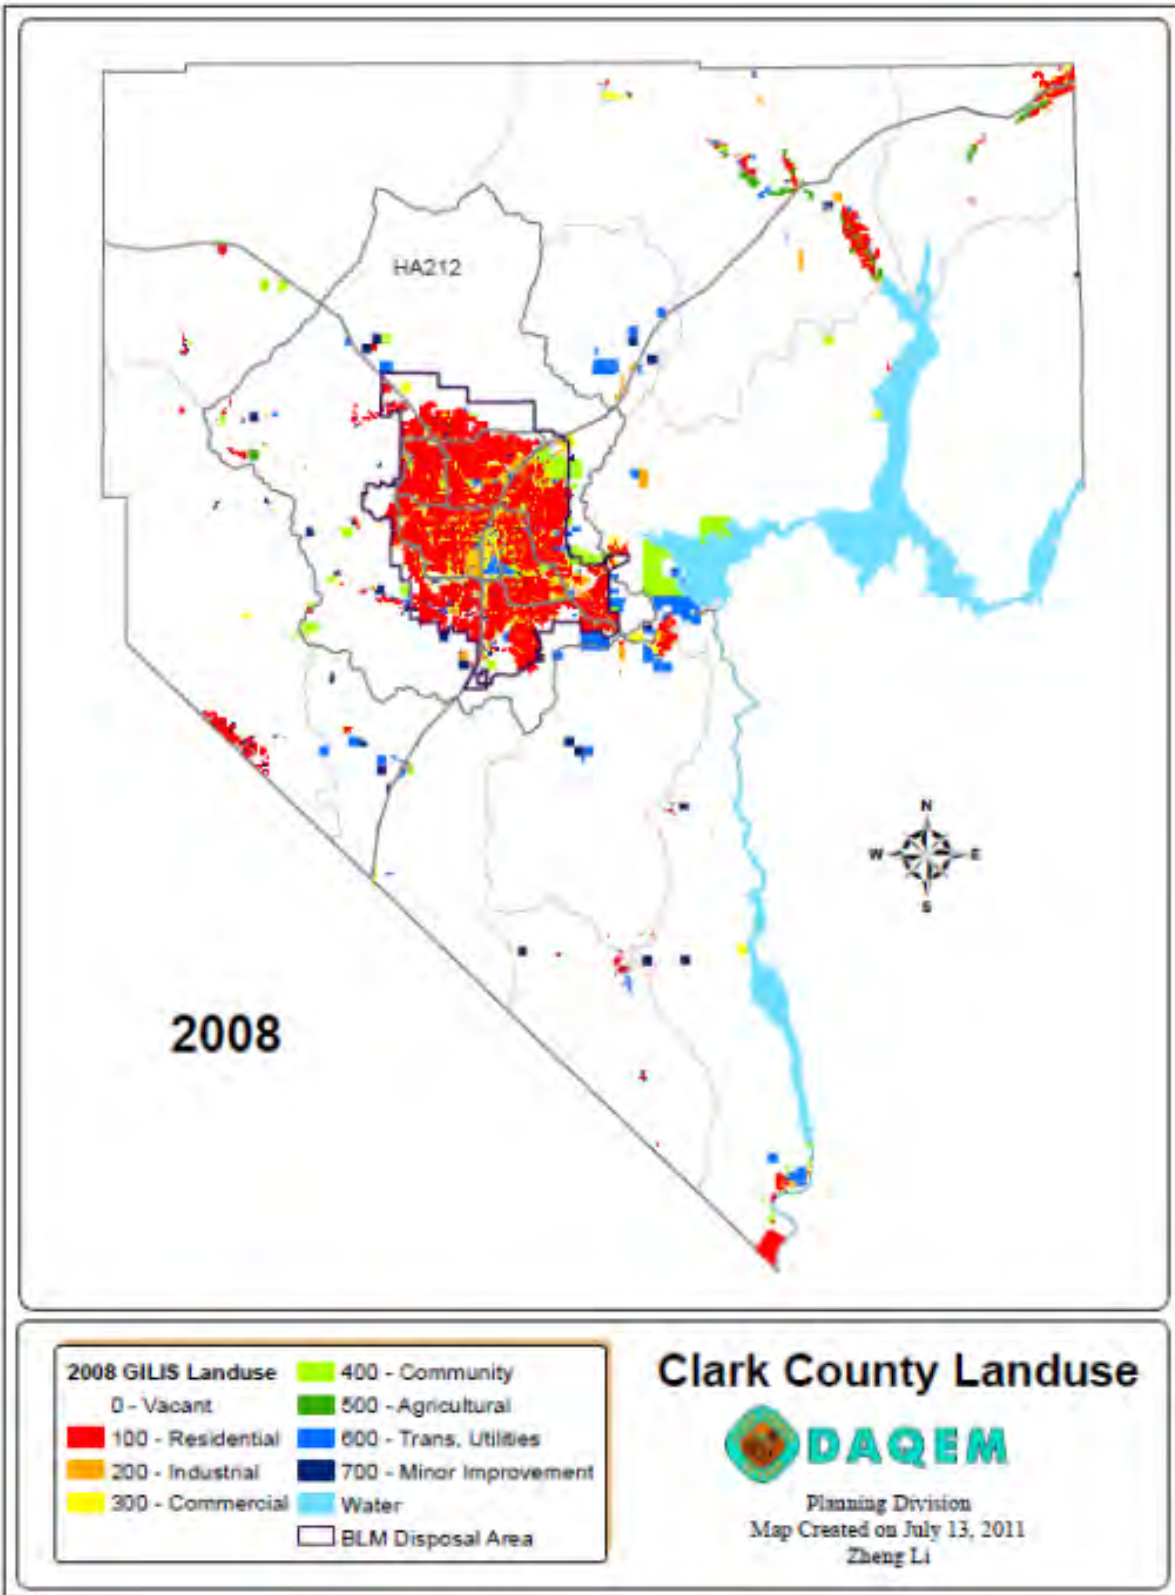 HA212
N
W E
S
2008
2008 GILIS Landuse
0 - Vacant
100 - Residential
200 - Industrial
300 - Commercial
400 - Community
500 - Agricultural
600 - Trans, Utilities
700 - Minor Improvement
Water
BLM Disposal Area
Clark County Landuse
DAQEM
Planning Division
Map Created on July 13, 2011
Zheng Li